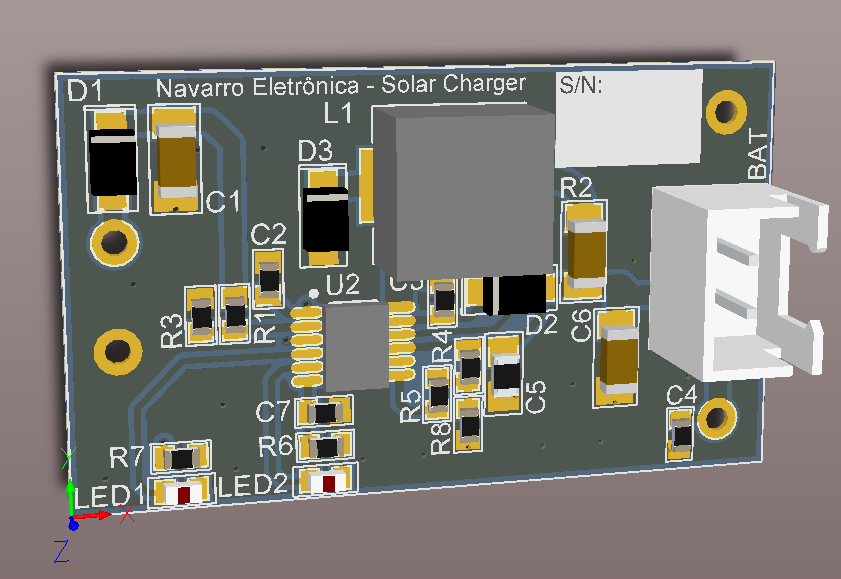 D1
Navarro Eletrônica - Solar Charger
S/N:
L1
D3
BAT
C1
R2
C2
U2
C3
R3
R1
D2
C6
R4
R5
C5
C4
C7
R8
R6
R7
LED1
LED2
X
Z